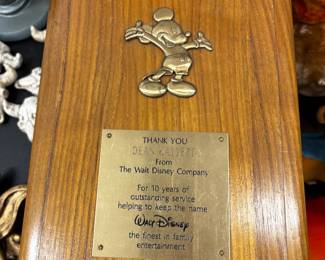 THANK YOU
DEAN
From
The Walt Disney Company
For 10 years of
outstanding service
helping to keep the name
WALT DISNEY
the finest in family
entertainment